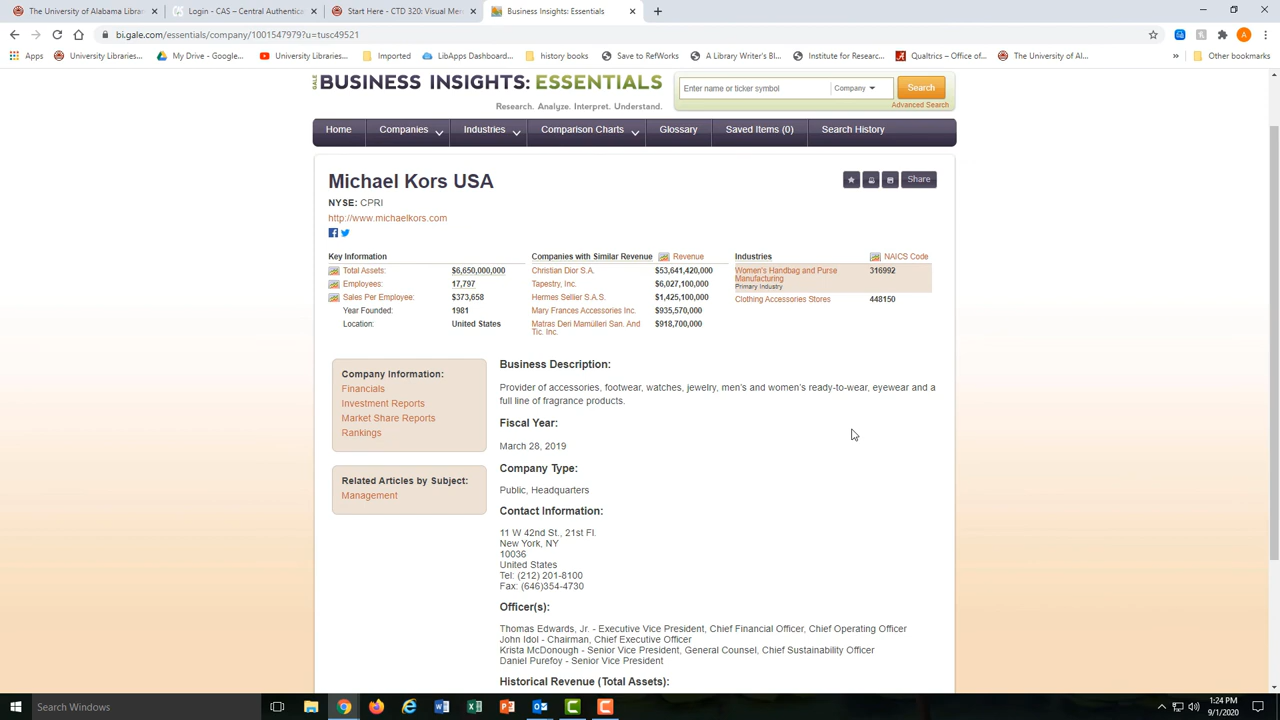 The University of Alabama Librar
Login - CAS – Central Authentica
Start Here - CTD 320: Visual Mer
Business Insights: Essentials
bi.gale.com/essentials/company/1001547979?u=tusc49521
Apps
University Libraries...
My Drive - Google...
University Libraries...
Imported
LibApps Dashboard...
history books
Save to RefWorks
A Library Writer's Bl...
Institute for Researc...
Qualtrics – Office of...
The University of Al...
Other bookmarks
GALE BUSINESS INSIGHTS: ESSENTIALS
Research. Analyze. Interpret. Understand.
Enter name or ticker symbol
Company
Search
Advanced Search
Home
Companies
Industries
Comparison Charts
Glossary
Saved Items (0)
Search History
Michael Kors USA
Share
NYSE: CPRI
http://www.michaelkors.com
Key Information
Total Assets: $6,650,000,000
Employees: 17,797
Sales Per Employee: $373,658
Year Founded: 1981
Location: United States
Companies with Similar Revenue Revenue
Christian Dior S.A. $53,641,420,000
Tapestry, Inc. $6,027,100,000
Hermes Sellier S.A.S. $1,425,100,000
Mary Frances Accessories Inc. $935,570,000
Matras Deri Mamülleri San. And Tic. Inc. $918,700,000
Industries NAICS Code
Women's Handbag and Purse Manufacturing 316992
Primary Industry
Clothing Accessories Stores 448150
Company Information:
Financials
Investment Reports
Market Share Reports
Rankings
Related Articles by Subject:
Management
Business Description:
Provider of accessories, footwear, watches, jewelry, men's and women's ready-to-wear, eyewear and a
full line of fragrance products.
Fiscal Year:
March 28, 2019
Company Type:
Public, Headquarters
Contact Information:
11 W 42nd St., 21st Fl.
New York, NY
10036
United States
Tel: (212) 201-8100
Fax: (646)354-4730
Officer(s):
Thomas Edwards, Jr. - Executive Vice President, Chief Financial Officer, Chief Operating Officer
John Idol - Chairman, Chief Executive Officer
Krista McDonough - Senior Vice President, General Counsel, Chief Sustainability Officer
Daniel Purefoy - Senior Vice President
Historical Revenue (Total Assets):
Search Windows
1:24 PM
9/1/2020